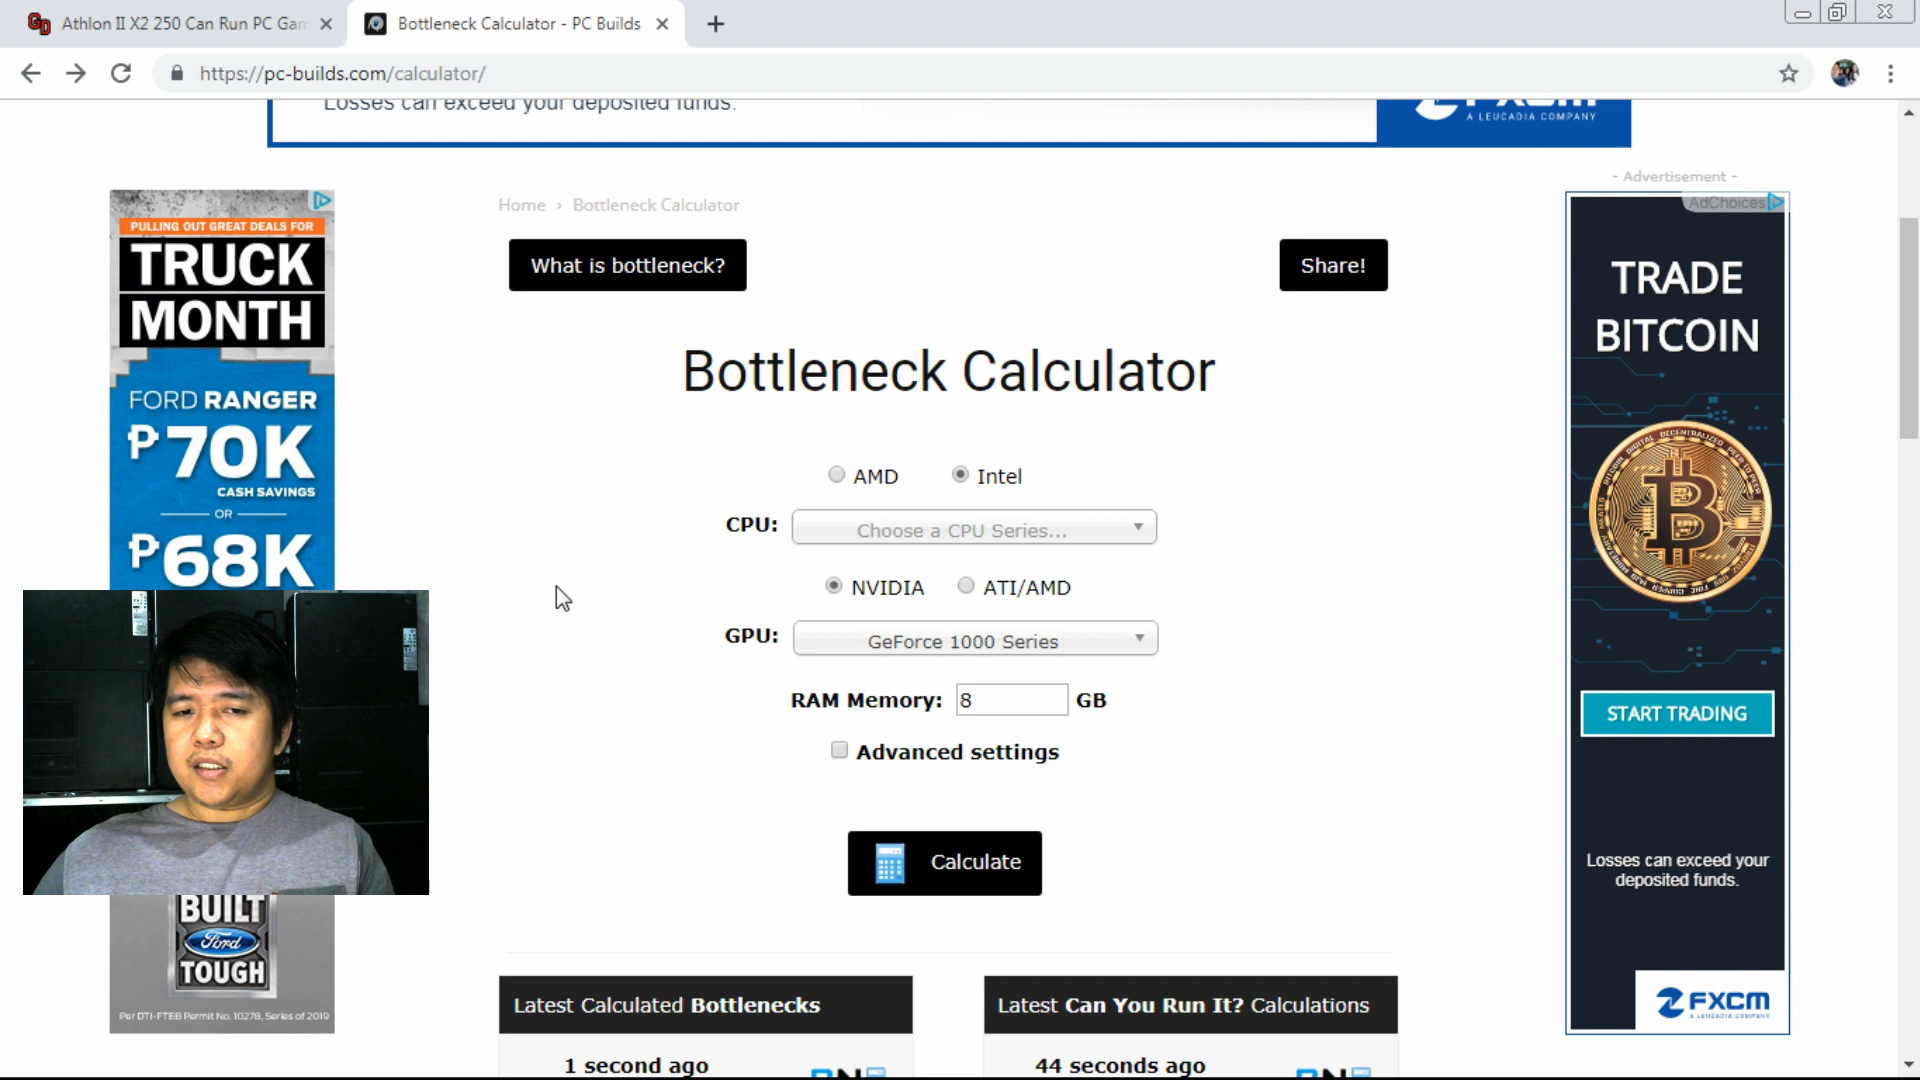 Athlon II X2 250 Can Run PC Gam
Bottleneck Calculator - PC Builds
https://pc-builds.com/calculator/
Losses can exceed your deposited funds.
FXCM
A LEUCADIA COMPANY
- Advertisement -
AdChoices
PULLING OUT GREAT DEALS FOR
TRUCK
MONTH
FORD RANGER
₱70K
CASH SAVINGS
OR
₱68K
BUILT
Ford
TOUGH
Per DTI-FTEB Permit No. 10278, Series of 2019
Home › Bottleneck Calculator
What is bottleneck?
Share!
Bottleneck Calculator
AMD Intel
CPU: Choose a CPU Series...
NVIDIA ATI/AMD
GPU: GeForce 1000 Series
RAM Memory: 8 GB
Advanced settings
Calculate
Latest Calculated Bottlenecks
1 second ago
Latest Can You Run It? Calculations
44 seconds ago
TRADE
BITCOIN
START TRADING
Losses can exceed your
deposited funds.
FXCM
A LEUCADIA COMPANY